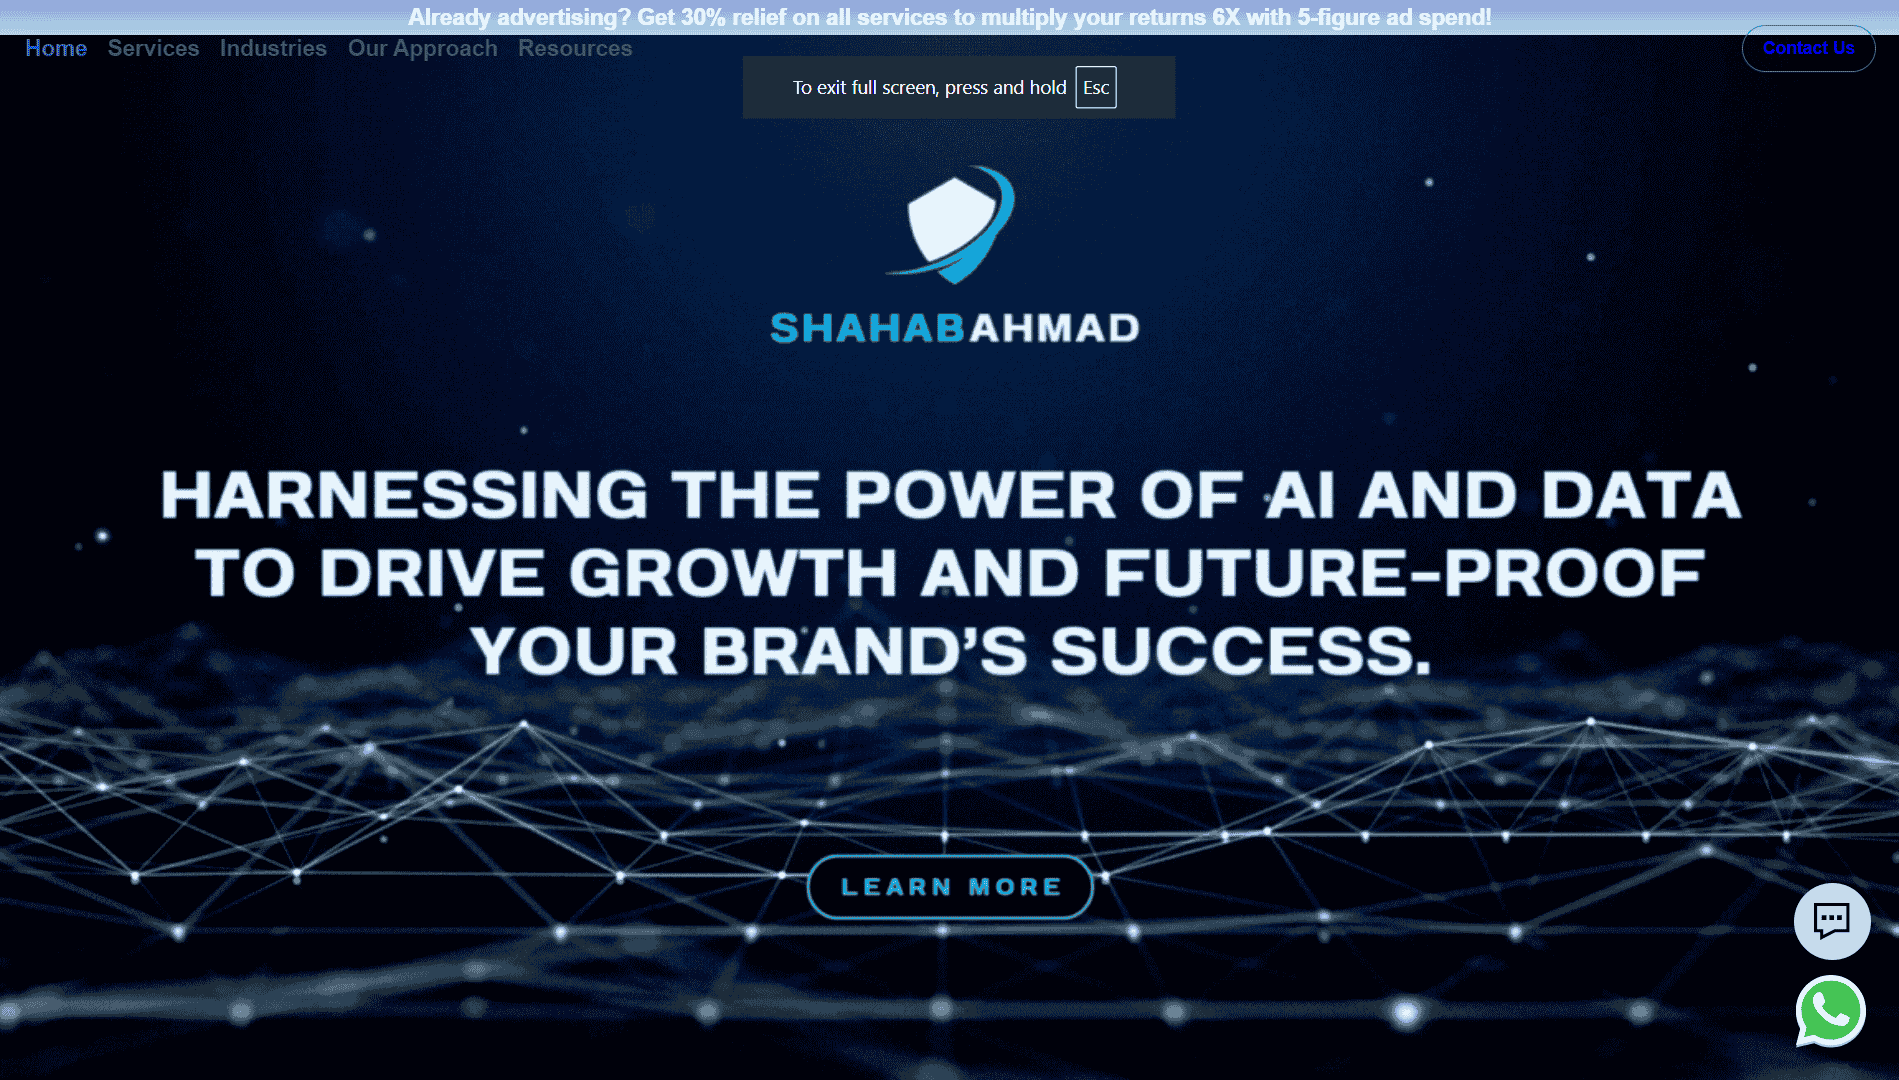 Already advertising? Get 30% relief on all services to multiply your returns 6X with 5-figure ad spend!
Home Services Industries Our Approach Resources
Contact Us
To exit full screen, press and hold Esc
SHAHABAHMAD
HARNESSING THE POWER OF AI AND DATA
TO DRIVE GROWTH AND FUTURE-PROOF
YOUR BRAND’S SUCCESS.
LEARN MORE